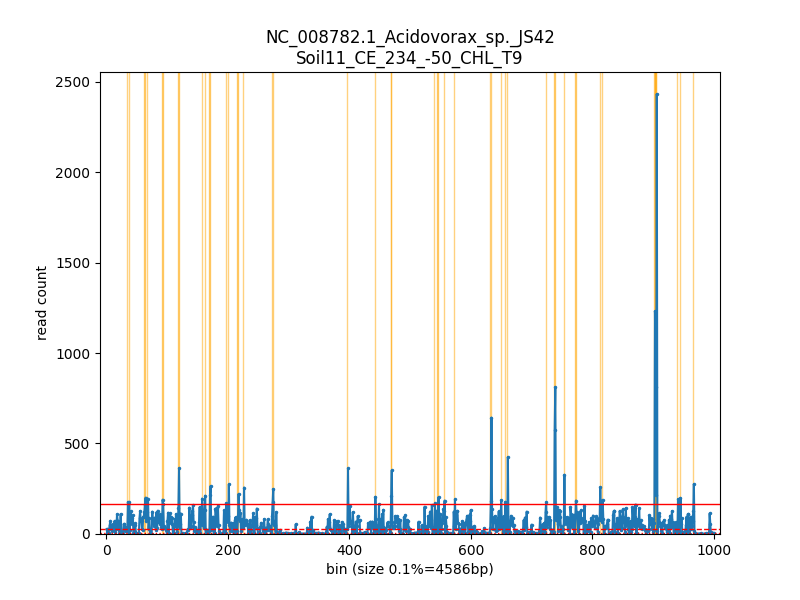 NC_008782.1_Acidovorax_sp._JS42
Soil11_CE_234_-50_CHL_T9
2500
2000
1500
1000
500
0
read count
0 200 400 600 800 1000
bin (size 0.1%=4586bp)